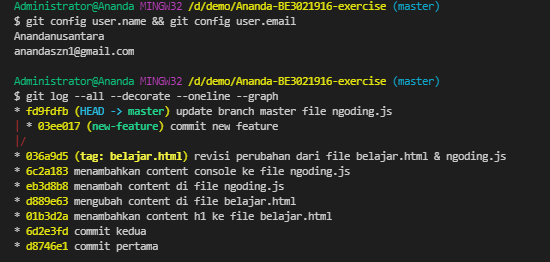 Administrator@Ananda MINGW32 /d/demo/Ananda-BE3021916-exercise (master)
$ git config user.name && git config user.email
Anandanusantara
anandaszn1@gmail.com
Administrator@Ananda MINGW32 /d/demo/Ananda-BE3021916-exercise (master)
$ git log --all --decorate --oneline --graph
* fd9fdfb (HEAD -> master) update branch master file ngoding.js
| * 03ee017 (new-feature) commit new feature
|/
* 036a9d5 (tag: belajar.html) revisi perubahan dari file belajar.html & ngoding.js
* 6c2a183 menambahkan content console ke file ngoding.js
* eb3d8b8 menambah content di file ngoding.js
* d889e63 mengubah content di file belajar.html
* 01b3d2a menambahkan content h1 ke file belajar.html
* 6d2e3fd commit kedua
* d8746e1 commit pertama